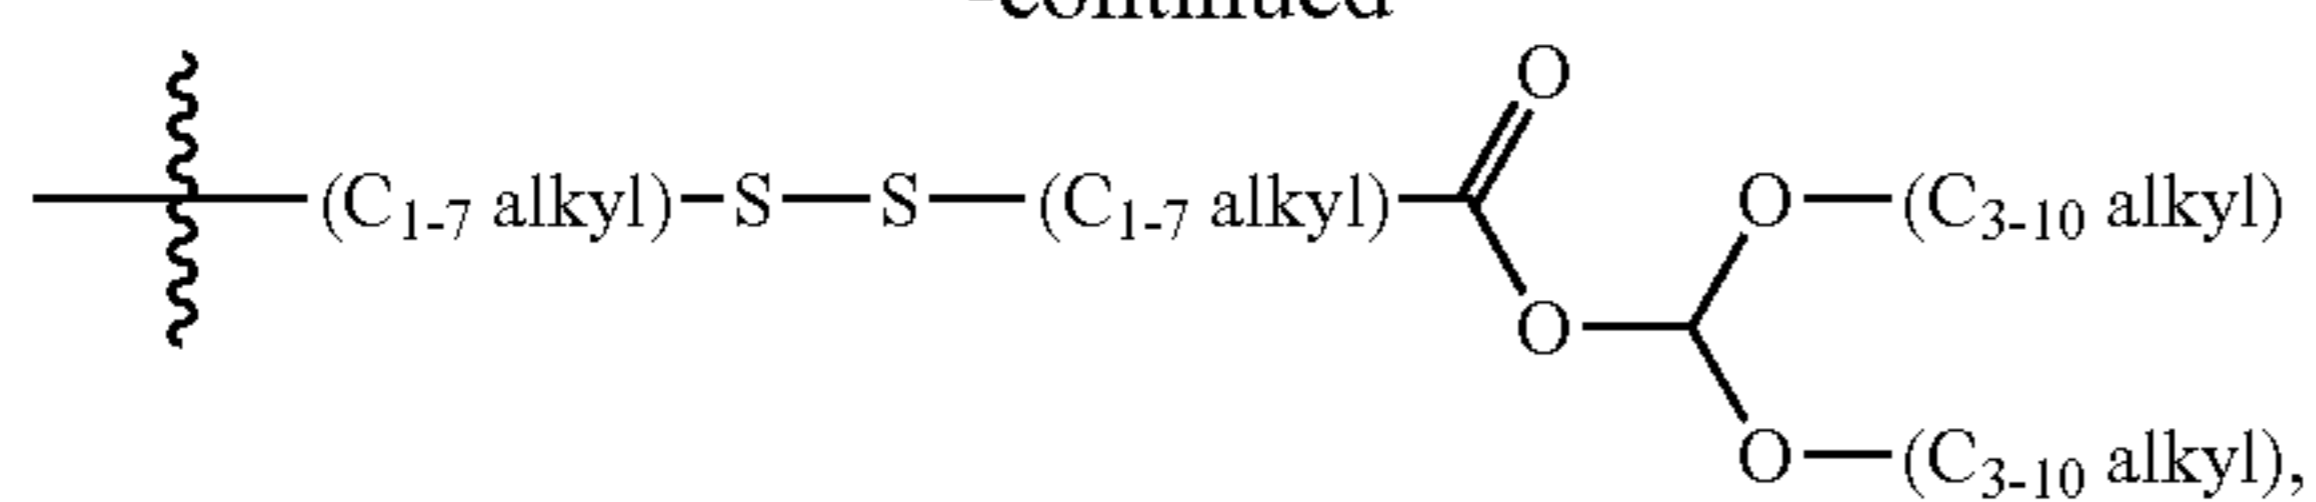 -continued
O
(C1-7 alkyl)-S-S-(C1-7 alkyl) O-(C3-10 alkyl)
O
O-(C3-10 alkyl),